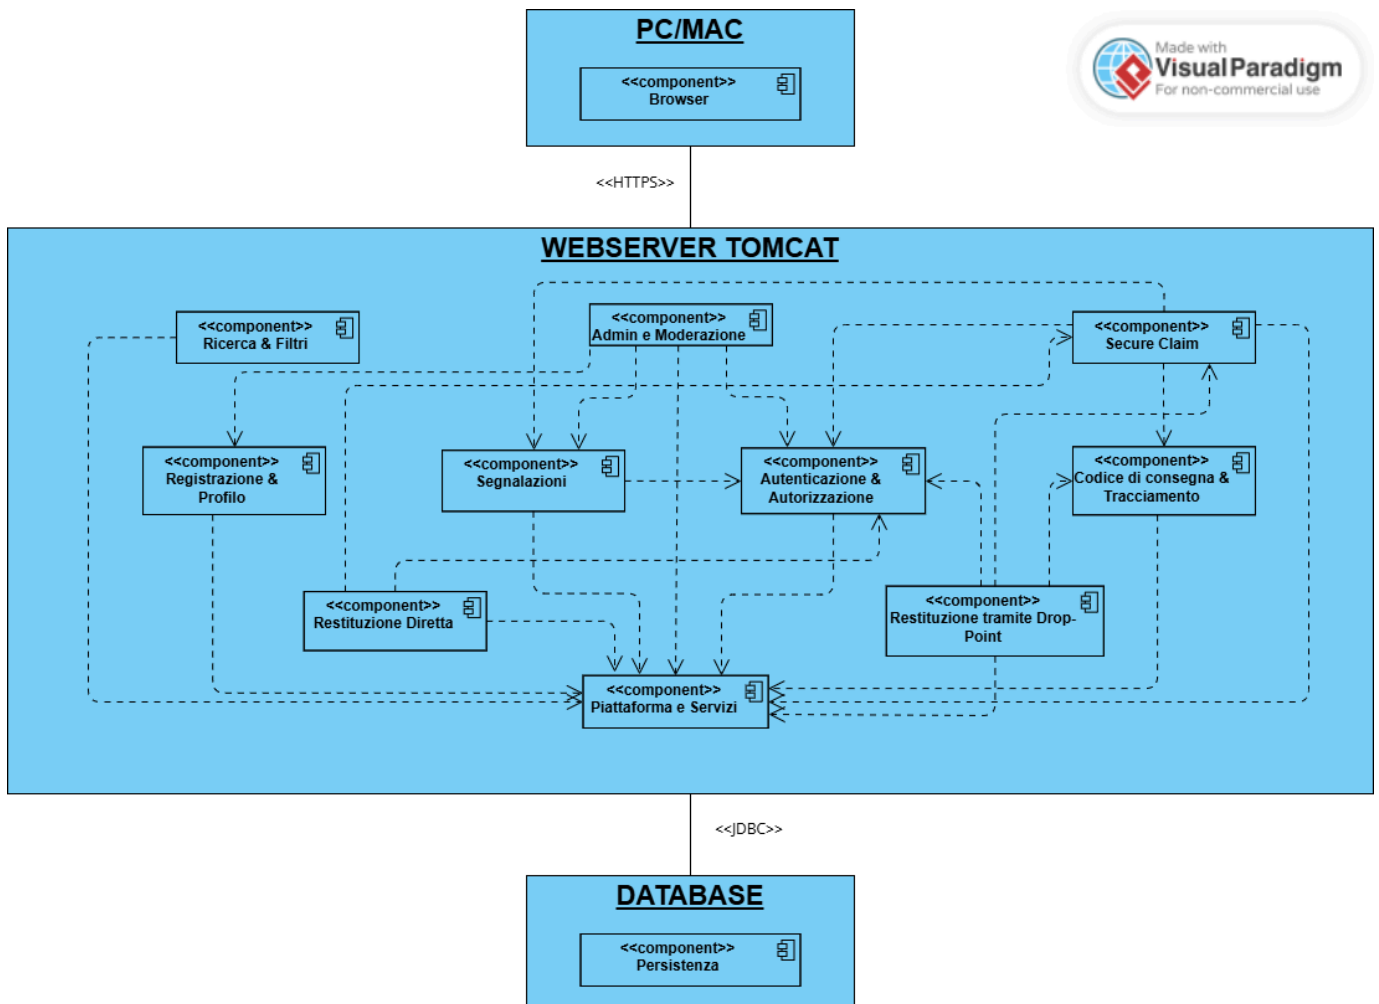 PC/MAC
<<component>>
Browser
Made with
Visual Paradigm
For non-commercial use
<<HTTPS>>
WEBSERVER TOMCAT
<<component>>
Ricerca & Filtri
<<component>>
Admin e Moderazione
<<component>>
Secure Claim
<<component>>
Registrazione &
Profilo
<<component>>
Segnalazioni
<<component>>
Autenticazione &
Autorizzazione
<<component>>
Codice di consegna &
Tracciamento
<<component>>
Restituzione Diretta
<<component>>
Restituzione tramite Drop-
Point
<<component>>
Piattaforma e Servizi
<<JDBC>>
DATABASE
<<component>>
Persistenza